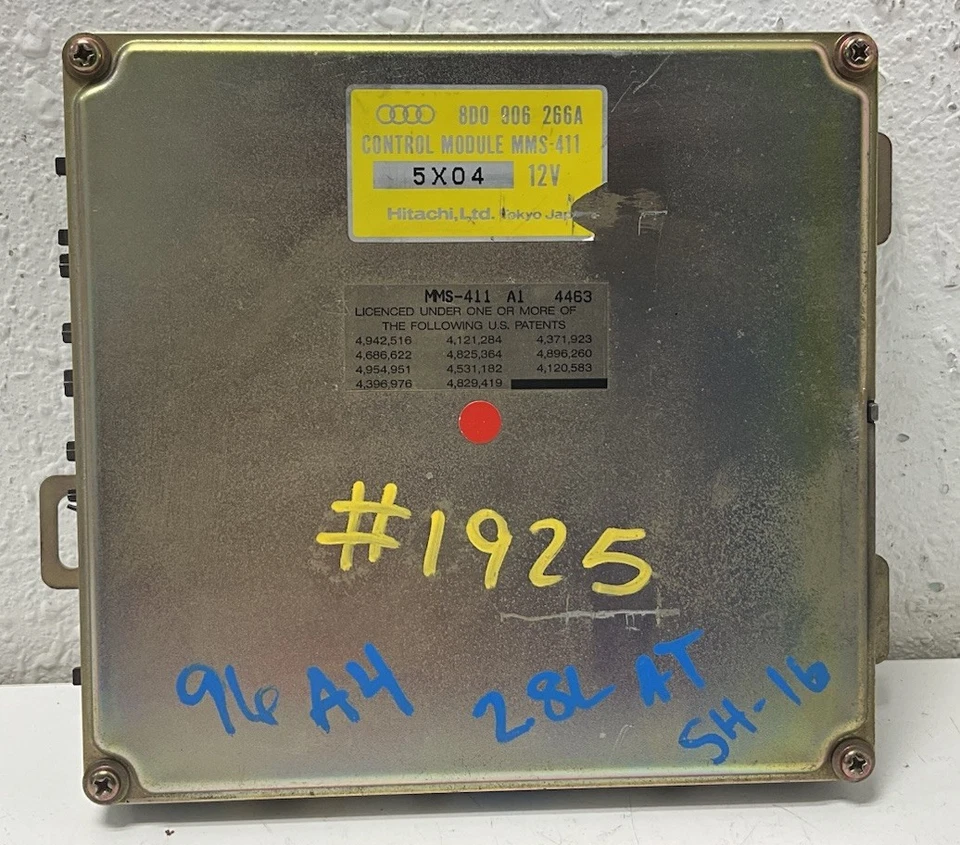 8D0 906 266A
CONTROL MODULE MMS-411
5X04 12V
Hitachi, Ltd. Tokyo
MMS-411 A1 4463
LICENCED UNDER ONE OR MORE OF
THE FOLLOWING U.S. PATENTS
4,942,516 4,121,284 4,371,923
4,686,622 4,825,364 4,896,260
4,954,951 4,531,182 4,120,583
4,396,976 4,829,419
#1925
96 A4 28L AT
SH-16